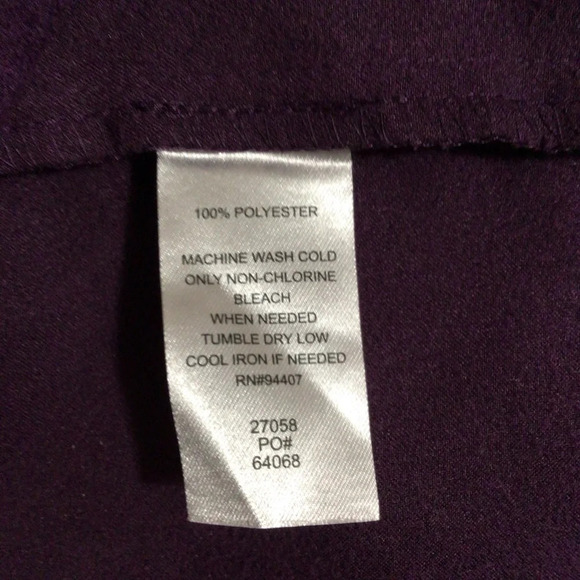 100% POLYESTER
MACHINE WASH COLD
ONLY NON-CHLORINE
BLEACH
WHEN NEEDED
TUMBLE DRY LOW
COOL IRON IF NEEDED
RN#94407
27058
PO#
64068